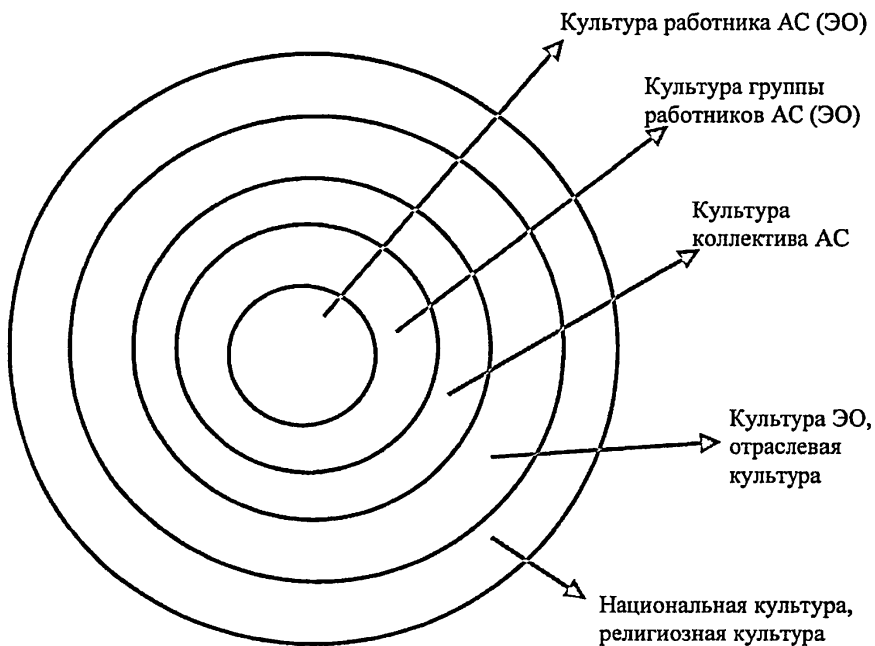 Культура работника АС (ЭО)
Культура группы
работников АС (ЭО)
Культура
коллектива АС
Культура ЭО,
отраслевая
культура
Национальная культура,
религиозная культура